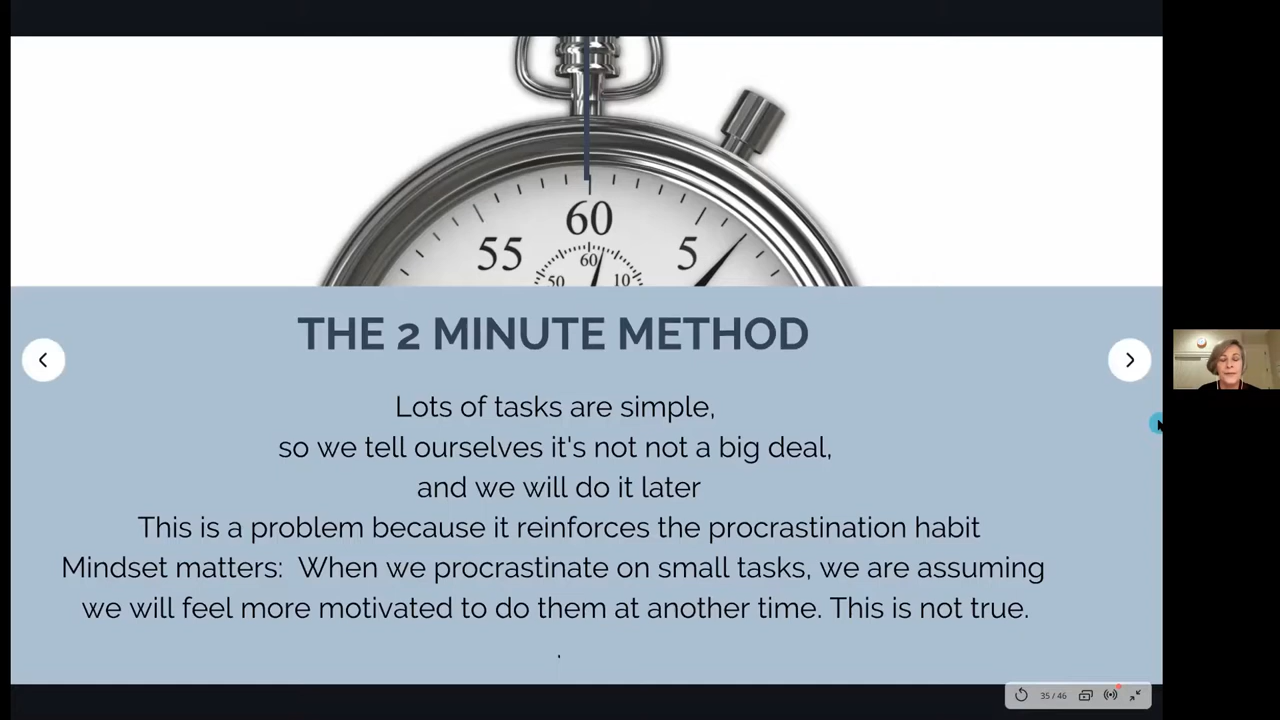 60
55
5
60
50
10
THE 2 MINUTE METHOD
Lots of tasks are simple,
so we tell ourselves it's not not a big deal,
and we will do it later
This is a problem because it reinforces the procrastination habit
Mindset matters:  When we procrastinate on small tasks, we are assuming
we will feel more motivated to do them at another time. This is not true.
.
35 / 46